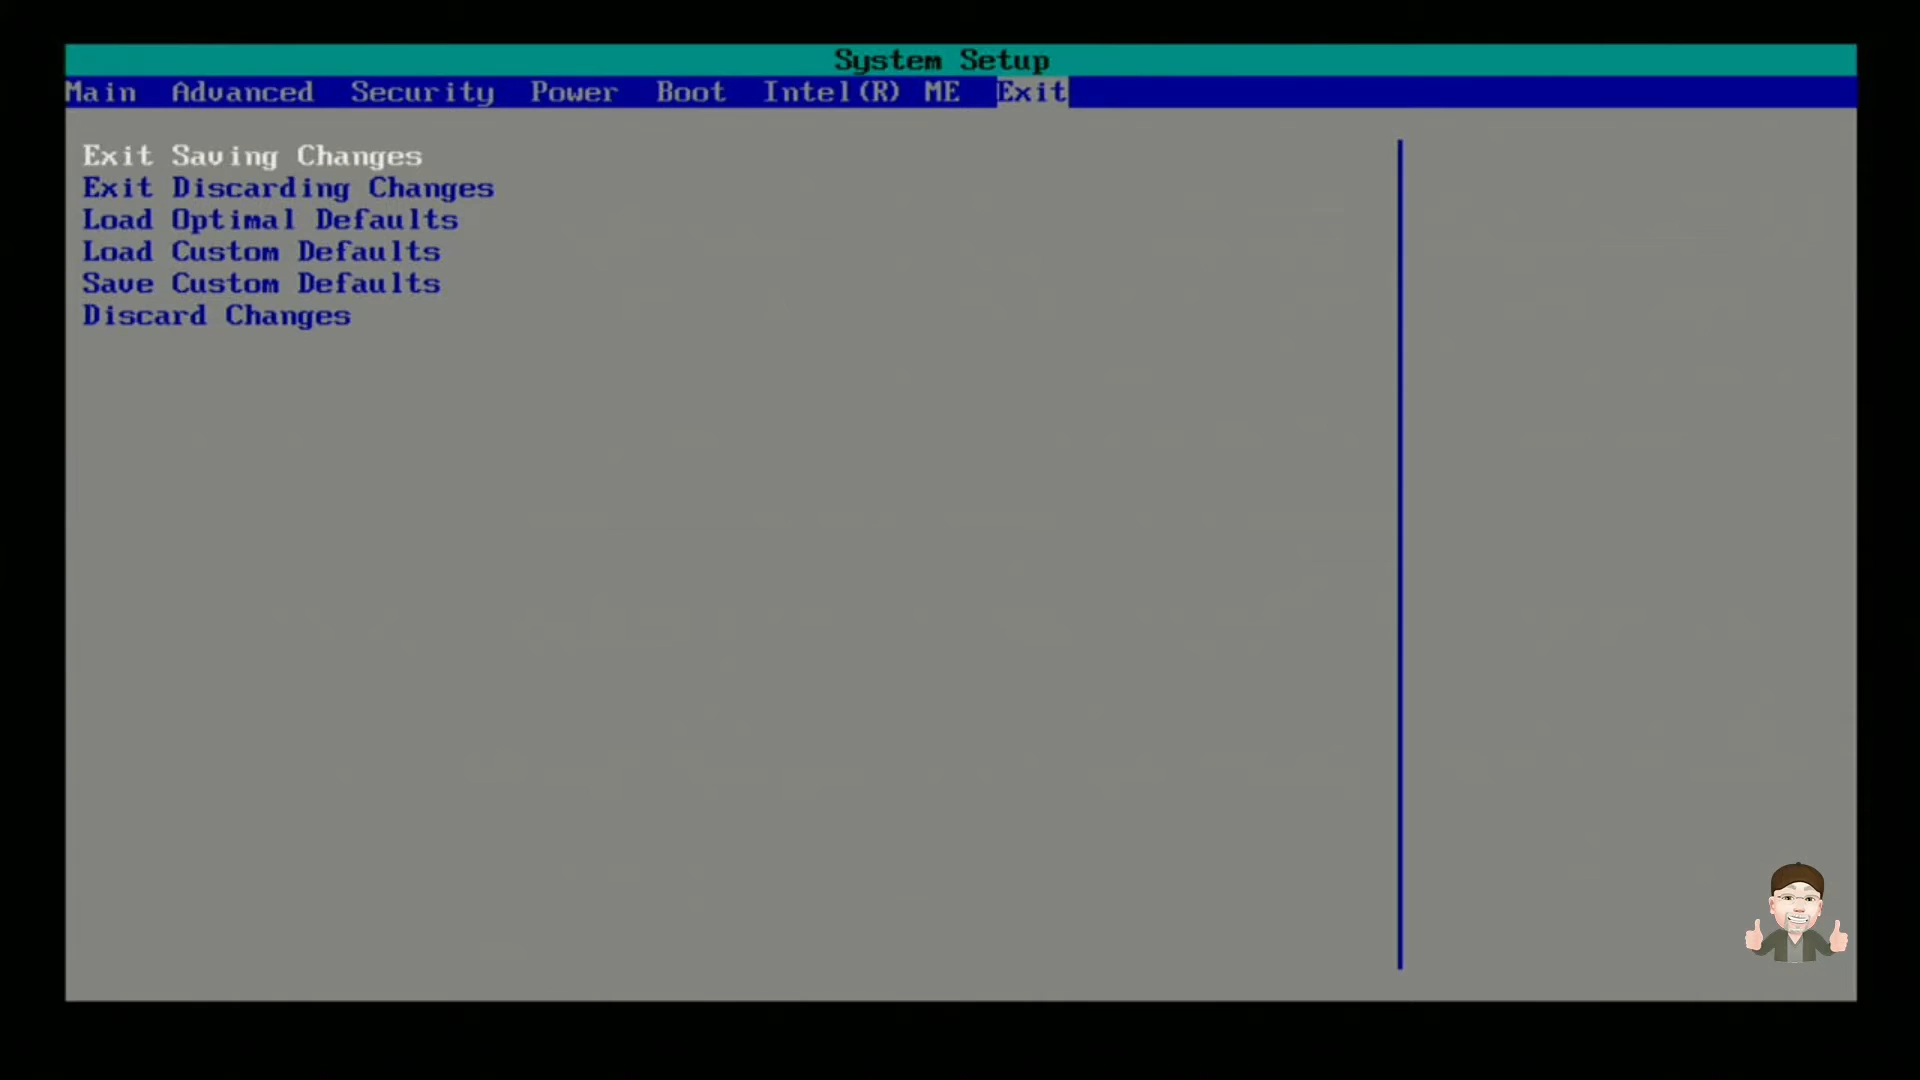 System Setup
Main Advanced Security Power Boot Intel(R) ME Exit
Exit Saving Changes
Exit Discarding Changes
Load Optimal Defaults
Load Custom Defaults
Save Custom Defaults
Discard Changes